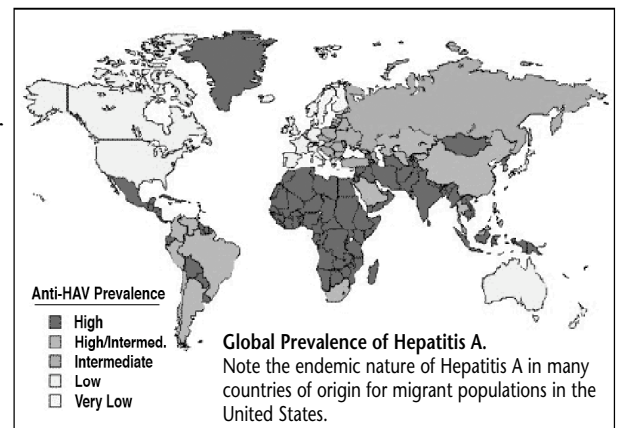 Anti-HAV Prevalence
High
High/Intermed.
Intermediate
Low
Very Low
Global Prevalence of Hepatitis A.
Note the endemic nature of Hepatitis A in many
countries of origin for migrant populations in the
United States.